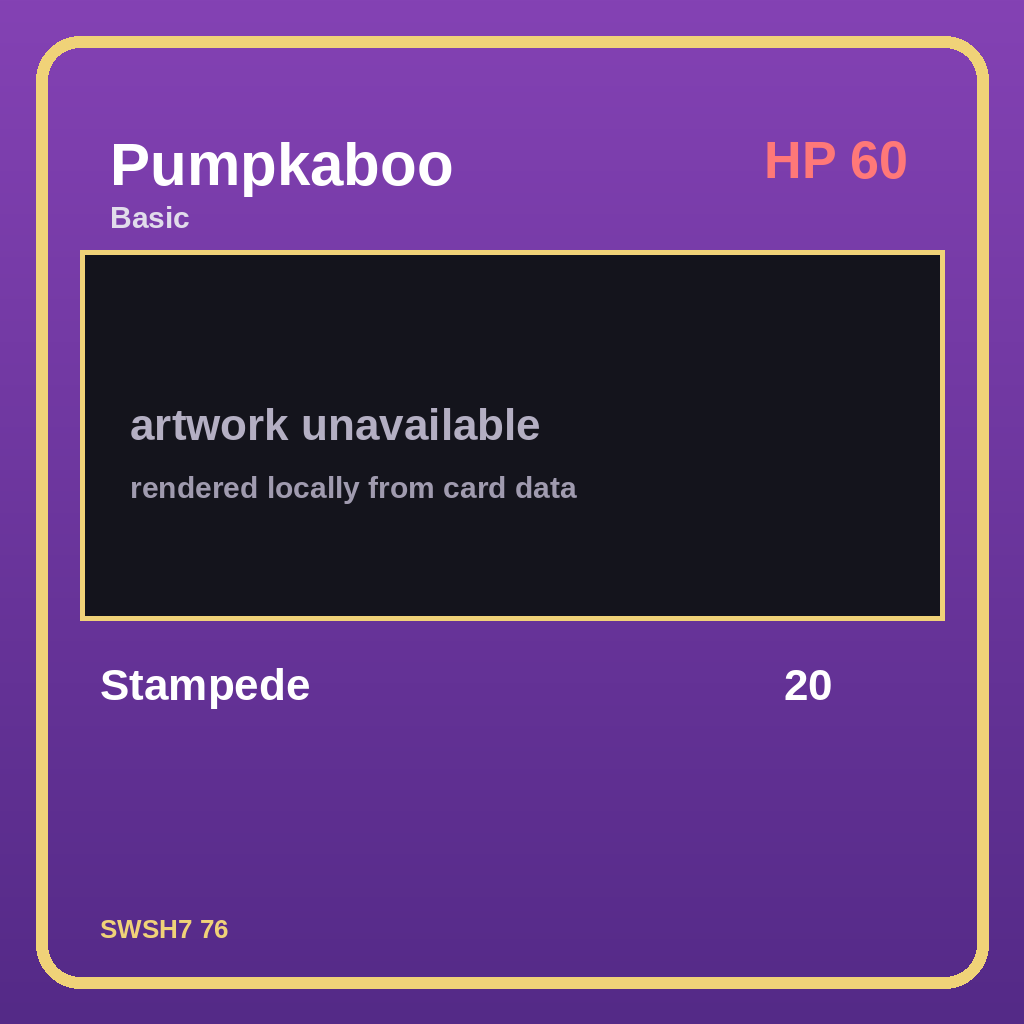 Pumpkaboo
HP 60
Basic
artwork unavailable
rendered locally from card data
Stampede 20
SWSH7 76